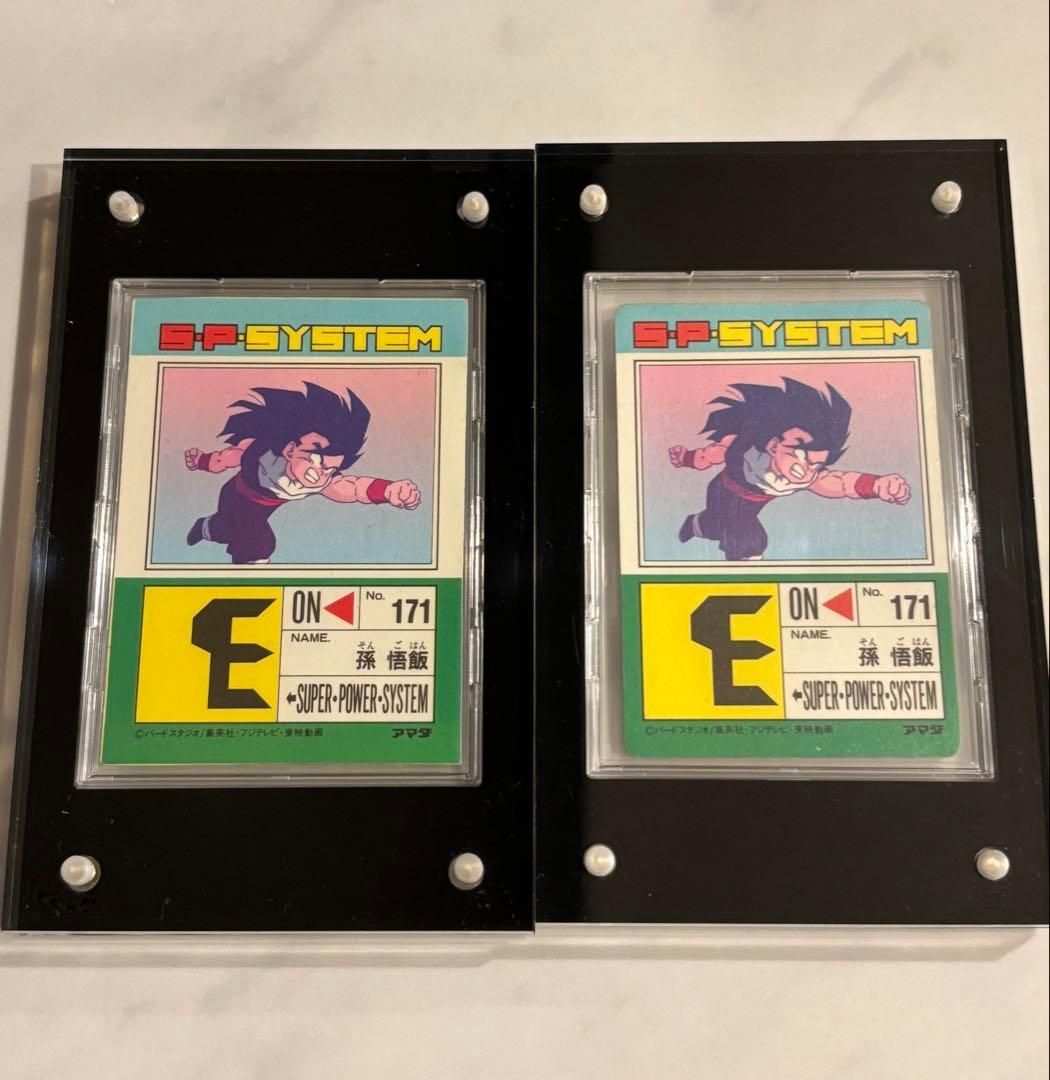 S·P·SYSTEM
E
ON
No. 171
NAME.
そん ご はん
孫 悟飯
SUPER・POWER・SYSTEM
©バードスタジオ/集英社・フジテレビ・東映動画
アマダ
S·P·SYSTEM
E
ON
No. 171
NAME.
そん ご はん
孫 悟飯
SUPER・POWER・SYSTEM
©バードスタジオ/集英社・フジテレビ・東映動画
アマダ